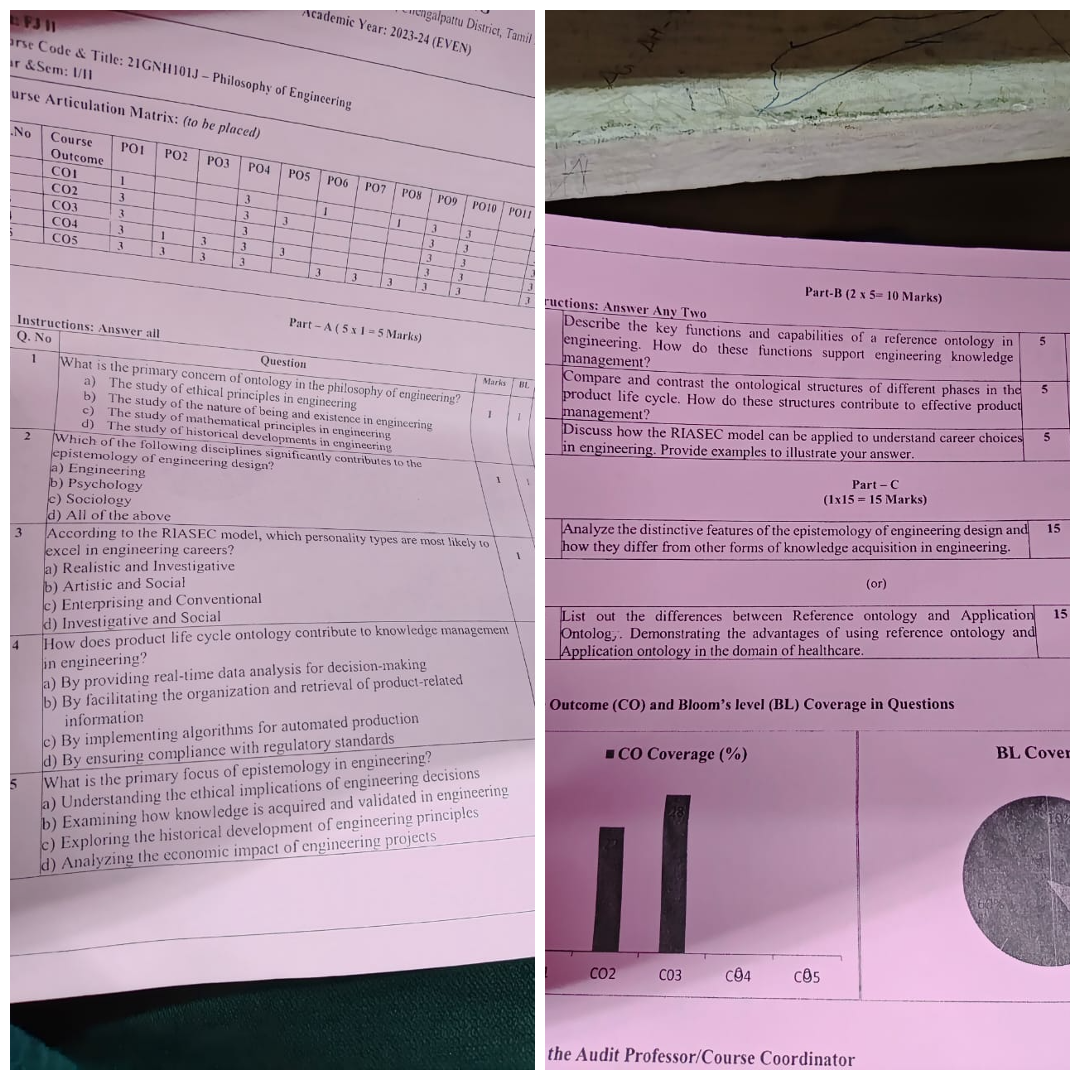 : FJ II
engalpattu District, Tamil
Academic Year: 2023-24 (EVEN)
rse Code & Title: 21GNH101J – Philosophy of Engineering
ar &Sem: I/II
urse Articulation Matrix: (to be placed)
.No Course Outcome PO1 PO2 PO3 PO4 PO5 PO6 PO7 PO8 PO9 PO10 PO11
CO1 1 3 1 1 3 3
CO2 3 3 3 3 3
CO3 3 3 3 3
CO4 3 1 3 3 3 3 3
CO5 3 3 3 3 3 3 3 3 3 3
Part – A ( 5 x 1 = 5 Marks)
Instructions: Answer all
Q. No Question Marks BL
1 What is the primary concern of ontology in the philosophy of engineering? 1 1
a) The study of ethical principles in engineering
b) The study of the nature of being and existence in engineering
c) The study of mathematical principles in engineering
d) The study of historical developments in engineering
2 Which of the following disciplines significantly contributes to the 1 1
epistemology of engineering design?
a) Engineering
b) Psychology
c) Sociology
d) All of the above
3 According to the RIASEC model, which personality types are most likely to 1
excel in engineering careers?
a) Realistic and Investigative
b) Artistic and Social
c) Enterprising and Conventional
d) Investigative and Social
4 How does product life cycle ontology contribute to knowledge management
in engineering?
a) By providing real-time data analysis for decision-making
b) By facilitating the organization and retrieval of product-related
information
c) By implementing algorithms for automated production
d) By ensuring compliance with regulatory standards
5 What is the primary focus of epistemology in engineering?
a) Understanding the ethical implications of engineering decisions
b) Examining how knowledge is acquired and validated in engineering
c) Exploring the historical development of engineering principles
d) Analyzing the economic impact of engineering projects
Part-B (2 x 5= 10 Marks)
ructions: Answer Any Two
Describe the key functions and capabilities of a reference ontology in 5
engineering. How do these functions support engineering knowledge
management?
Compare and contrast the ontological structures of different phases in the 5
product life cycle. How do these structures contribute to effective product
management?
Discuss how the RIASEC model can be applied to understand career choices 5
in engineering. Provide examples to illustrate your answer.
Part – C
(1x15 = 15 Marks)
Analyze the distinctive features of the epistemology of engineering design and 15
how they differ from other forms of knowledge acquisition in engineering.
(or)
List out the differences between Reference ontology and Application 15
Ontology. Demonstrating the advantages of using reference ontology and
Application ontology in the domain of healthcare.
Outcome (CO) and Bloom's level (BL) Coverage in Questions
CO Coverage (%)
BL Cover
28
CO2 CO3 CO4 CO5
the Audit Professor/Course Coordinator